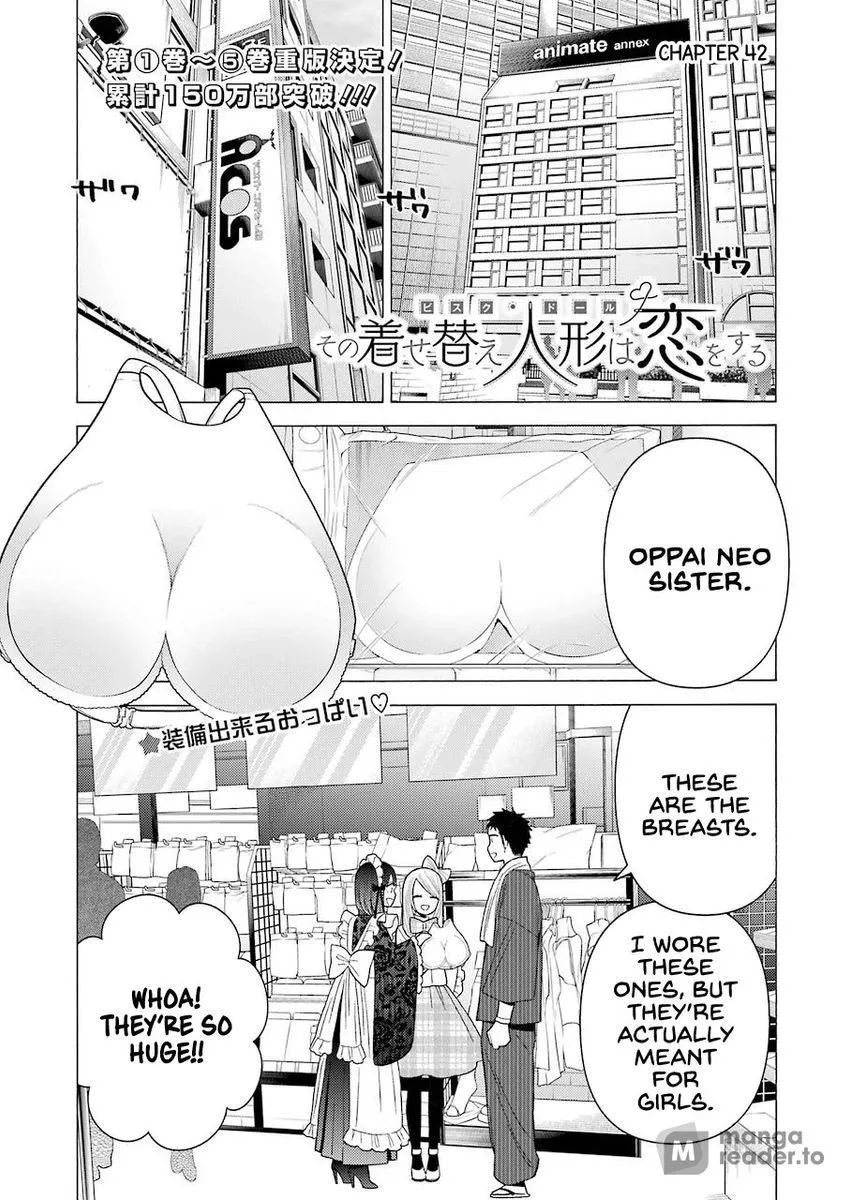 第①巻～⑤巻重版決定!
累計150万部突破!!!
animate annex
CHAPTER 42
ACOS
ザワ
ザワ
ザワ
ビスク・ドール
その着せ替え人形は恋をする
OPPAI NEO
SISTER.
★装備出来るおっぱい♡
THESE
ARE THE
BREASTS.
I WORE
THESE
ONES, BUT
THEY'RE
ACTUALLY
MEANT
FOR
GIRLS.
WHOA!
THEY'RE SO
HUGE!!
M manga
reader.to